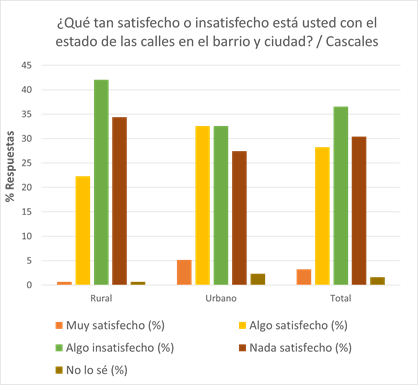 ¿Qué tan satisfecho o insatisfecho está usted con el
estado de las calles en el barrio y ciudad? / Cascales
45
40
35
30
25
20
15
10
5
0
% Respuestas
Rural Urbano Total
Muy satisfecho (%) Algo satisfecho (%)
Algo insatisfecho (%) Nada satisfecho (%)
No lo sé (%)